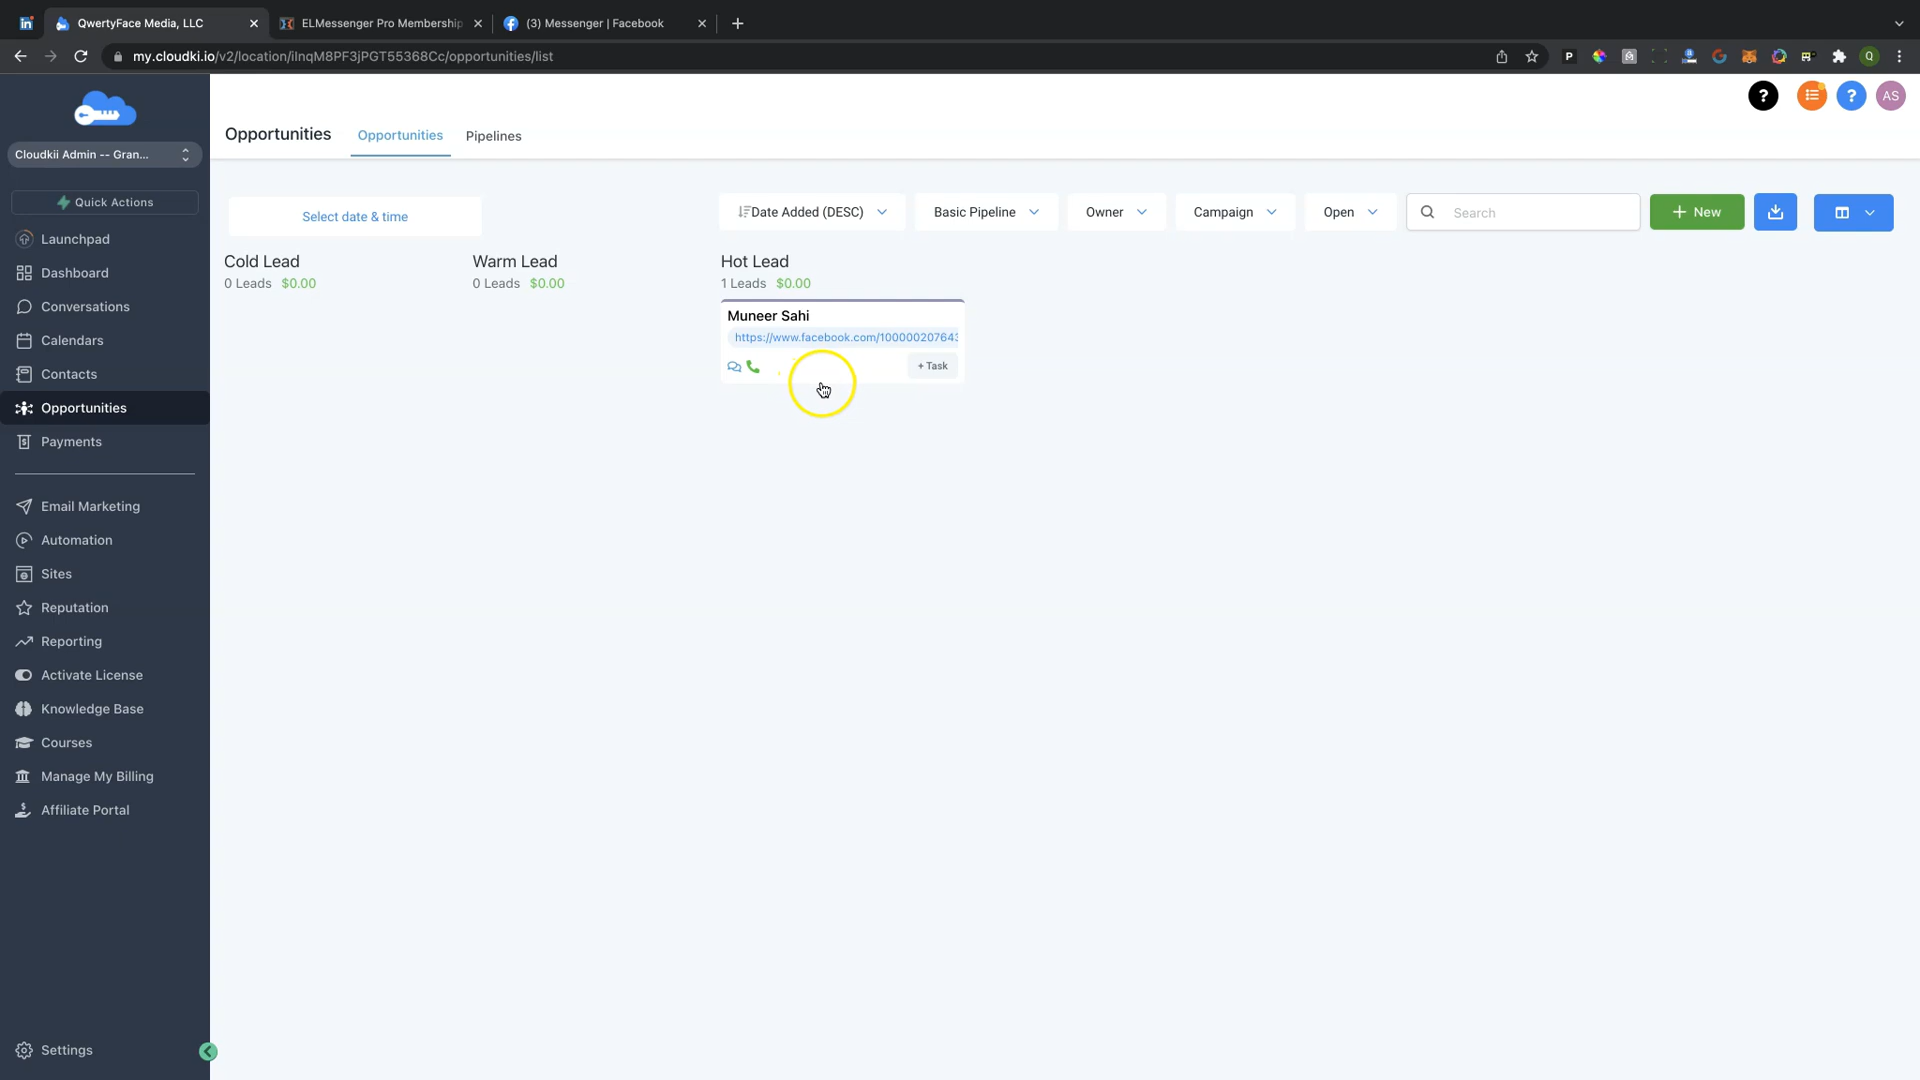 QwertyFace Media, LLC
ELMessenger Pro Membership
(3) Messenger | Facebook
my.cloudki.io/v2/location/iInqM8PF3jPGT55368Cc/opportunities/list
P
Q
AS
Cloudkii Admin -- Gran...
Quick Actions
Launchpad
Dashboard
Conversations
Calendars
Contacts
Opportunities
Payments
Email Marketing
Automation
Sites
Reputation
Reporting
Activate License
Knowledge Base
Courses
Manage My Billing
Affiliate Portal
Settings
Opportunities
Opportunities
Pipelines
Select date & time
Date Added (DESC)
Basic Pipeline
Owner
Campaign
Open
Search
+ New
Cold Lead
0 Leads $0.00
Warm Lead
0 Leads $0.00
Hot Lead
1 Leads $0.00
Muneer Sahi
https://www.facebook.com/100000207643
+ Task